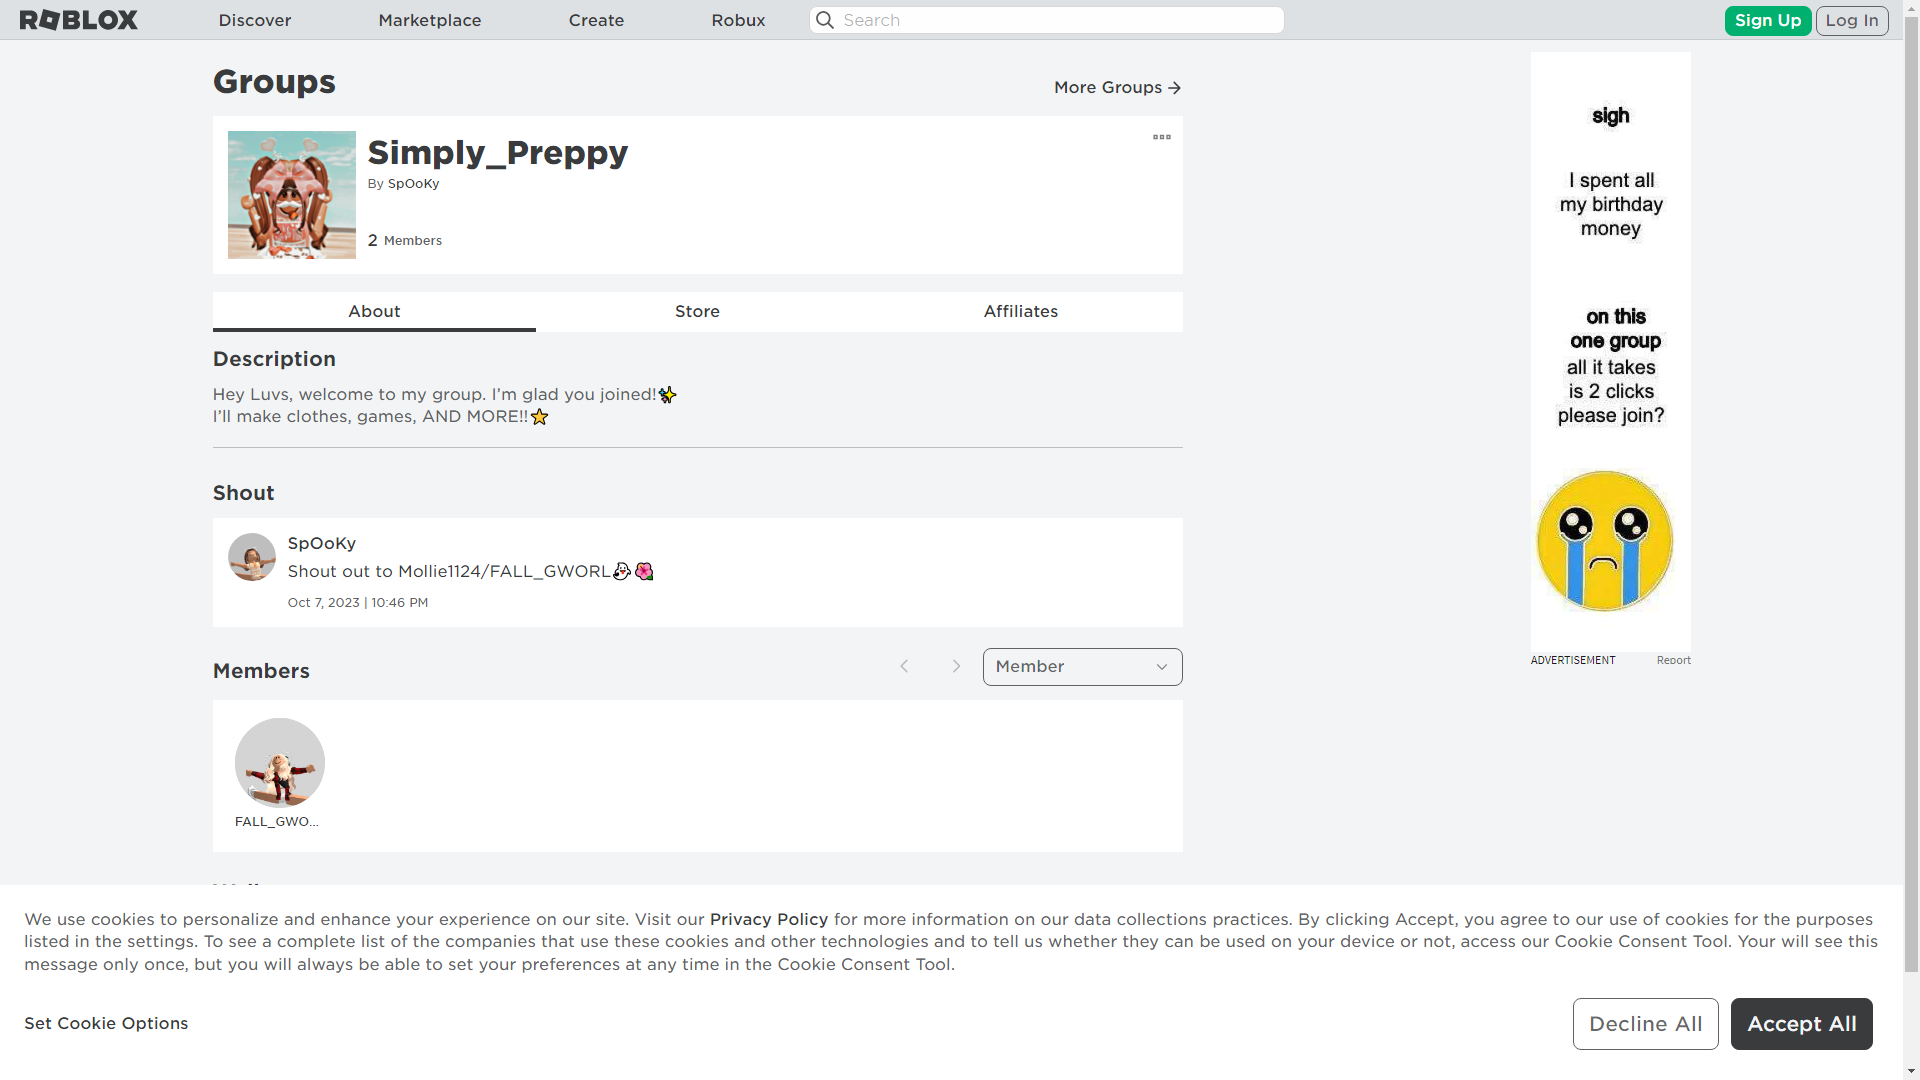 ROBLOX
Discover
Marketplace
Create
Robux
Search
Sign Up
Log In
Groups
More Groups
Simply_Preppy
By SpOoKy
2 Members
About
Store
Affiliates
Description
Hey Luvs, welcome to my group. I’m glad you joined!✨
I’ll make clothes, games, AND MORE!!⭐
Shout
SpOoKy
Shout out to Mollie1124/FALL_GWORL👻🌺
Oct 7, 2023 | 10:46 PM
Members
Member
FALL_GWO...
sigh
I spent all
my birthday
money
on this
one group
all it takes
is 2 clicks
please join?
ADVERTISEMENT
Report
We use cookies to personalize and enhance your experience on our site. Visit our Privacy Policy for more information on our data collections practices. By clicking Accept, you agree to our use of cookies for the purposes
listed in the settings. To see a complete list of the companies that use these cookies and other technologies and to tell us whether they can be used on your device or not, access our Cookie Consent Tool. Your will see this
message only once, but you will always be able to set your preferences at any time in the Cookie Consent Tool.
Set Cookie Options
Decline All
Accept All